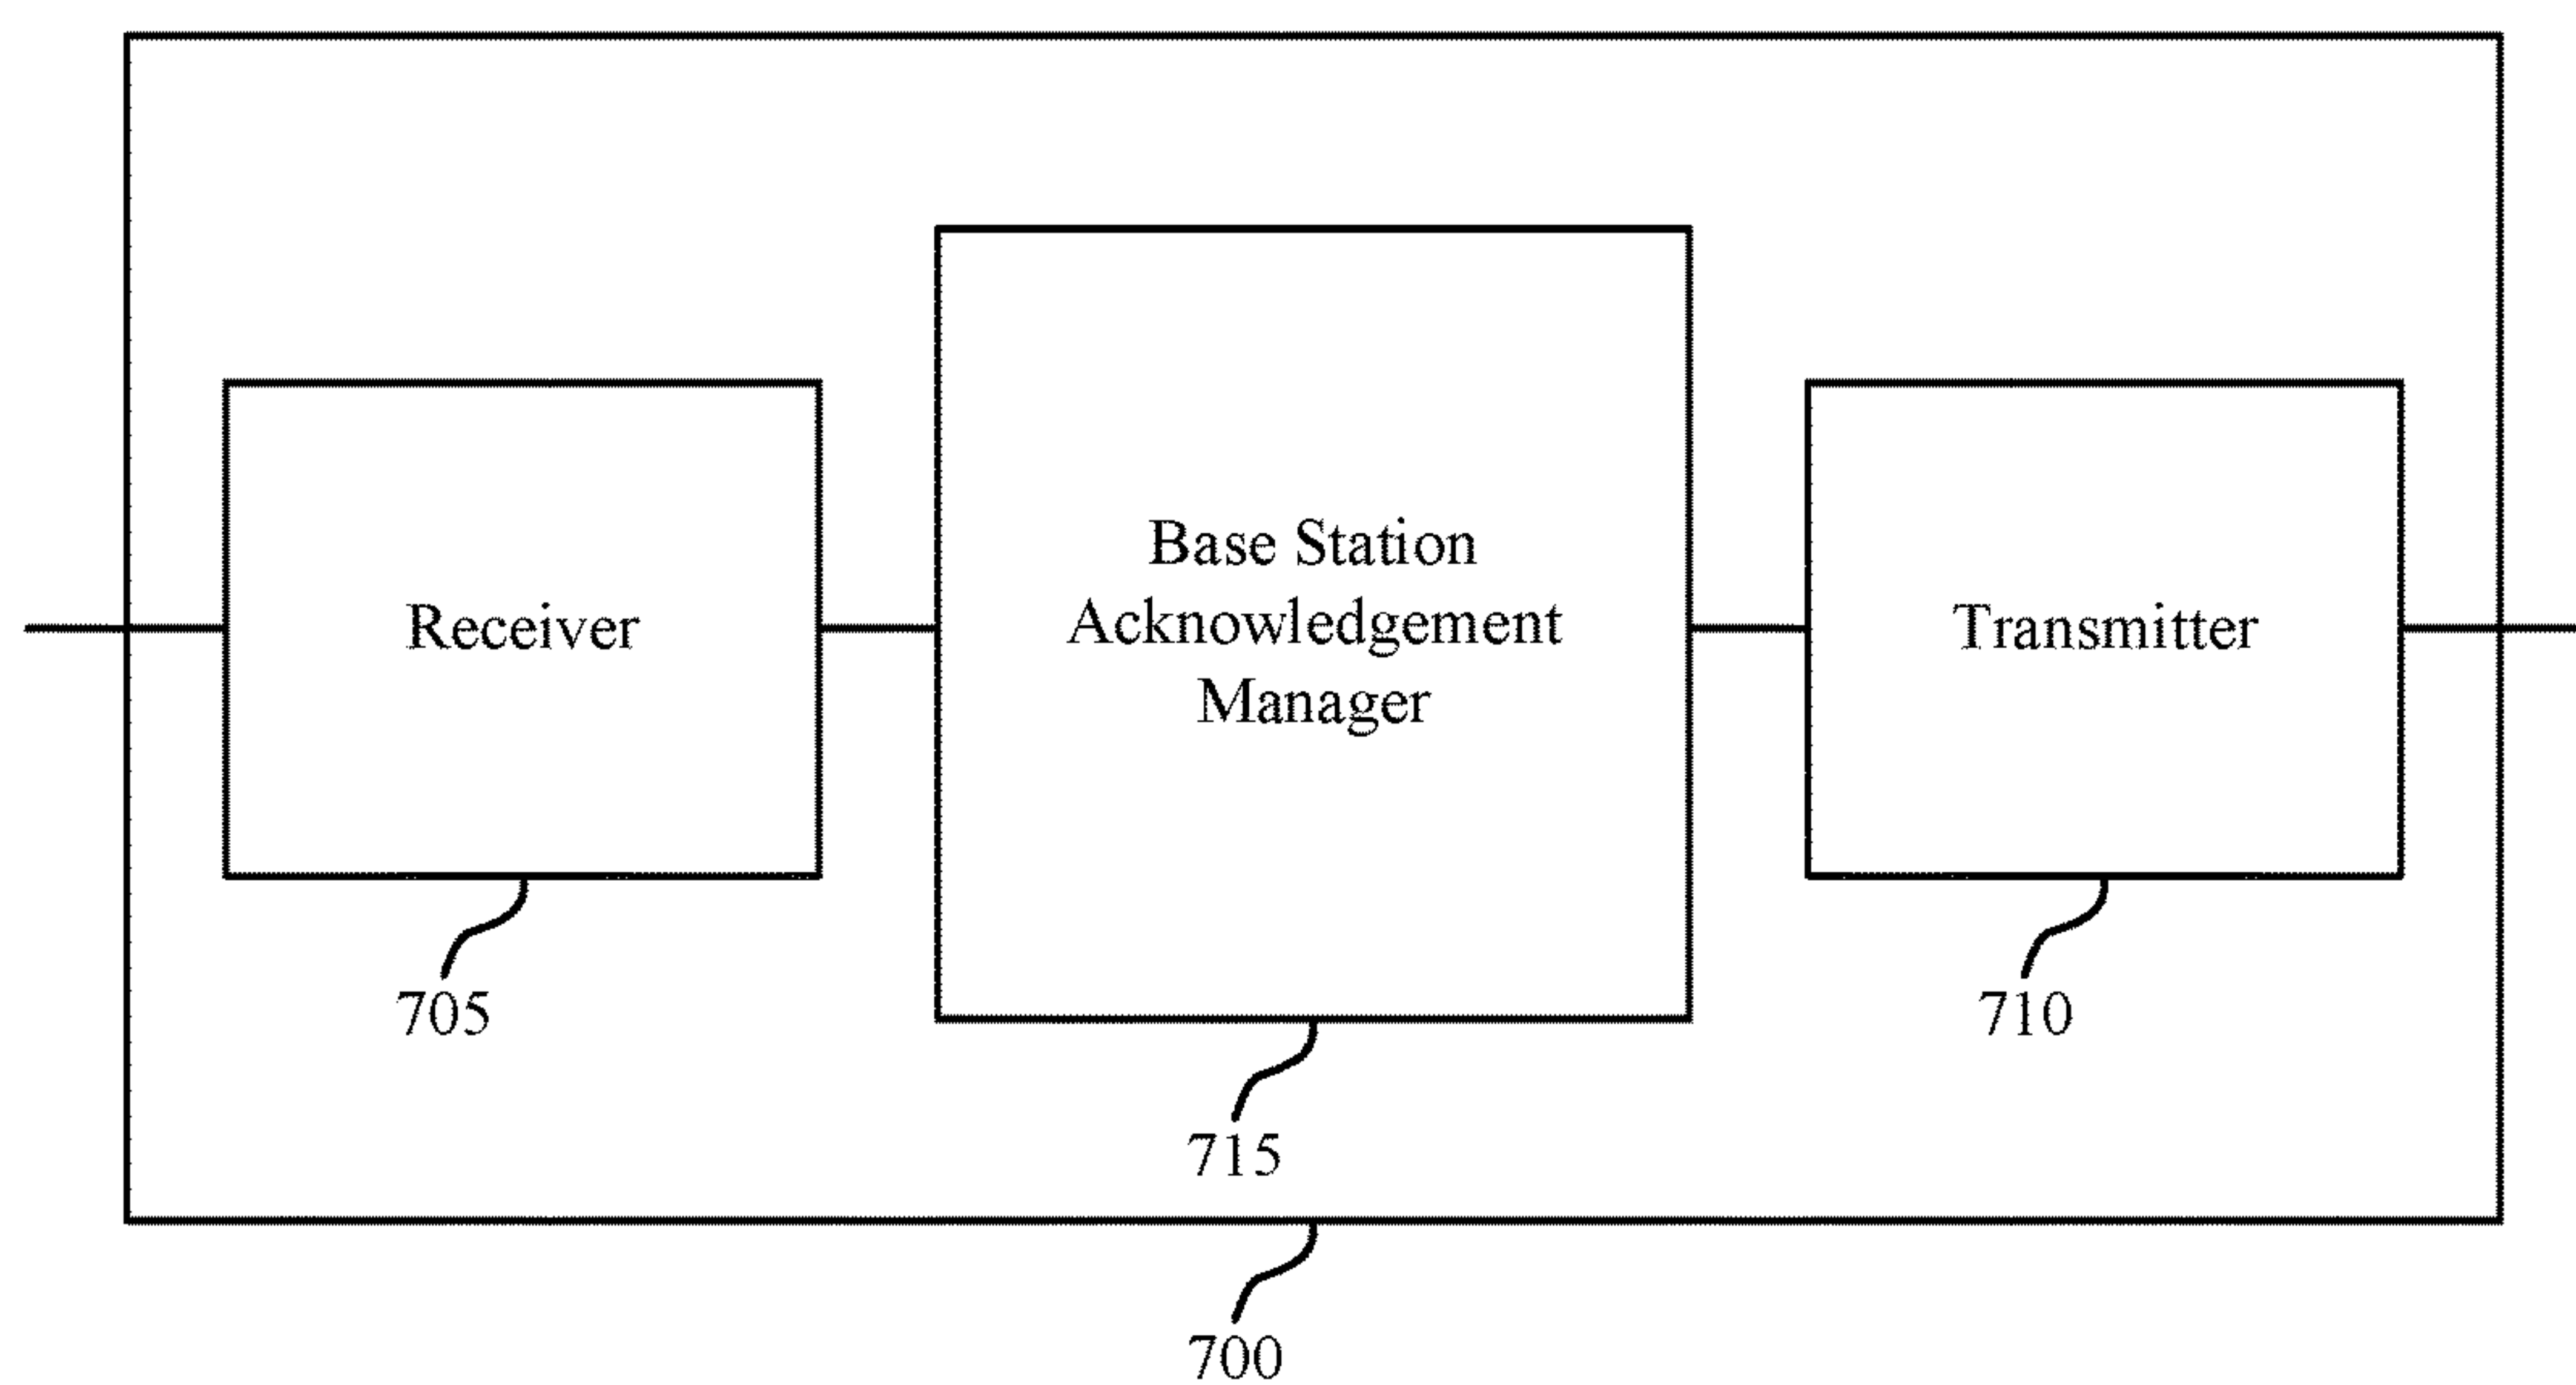 Receiver
Base Station
Acknowledgement
Manager
Transmitter
705
710
715
700